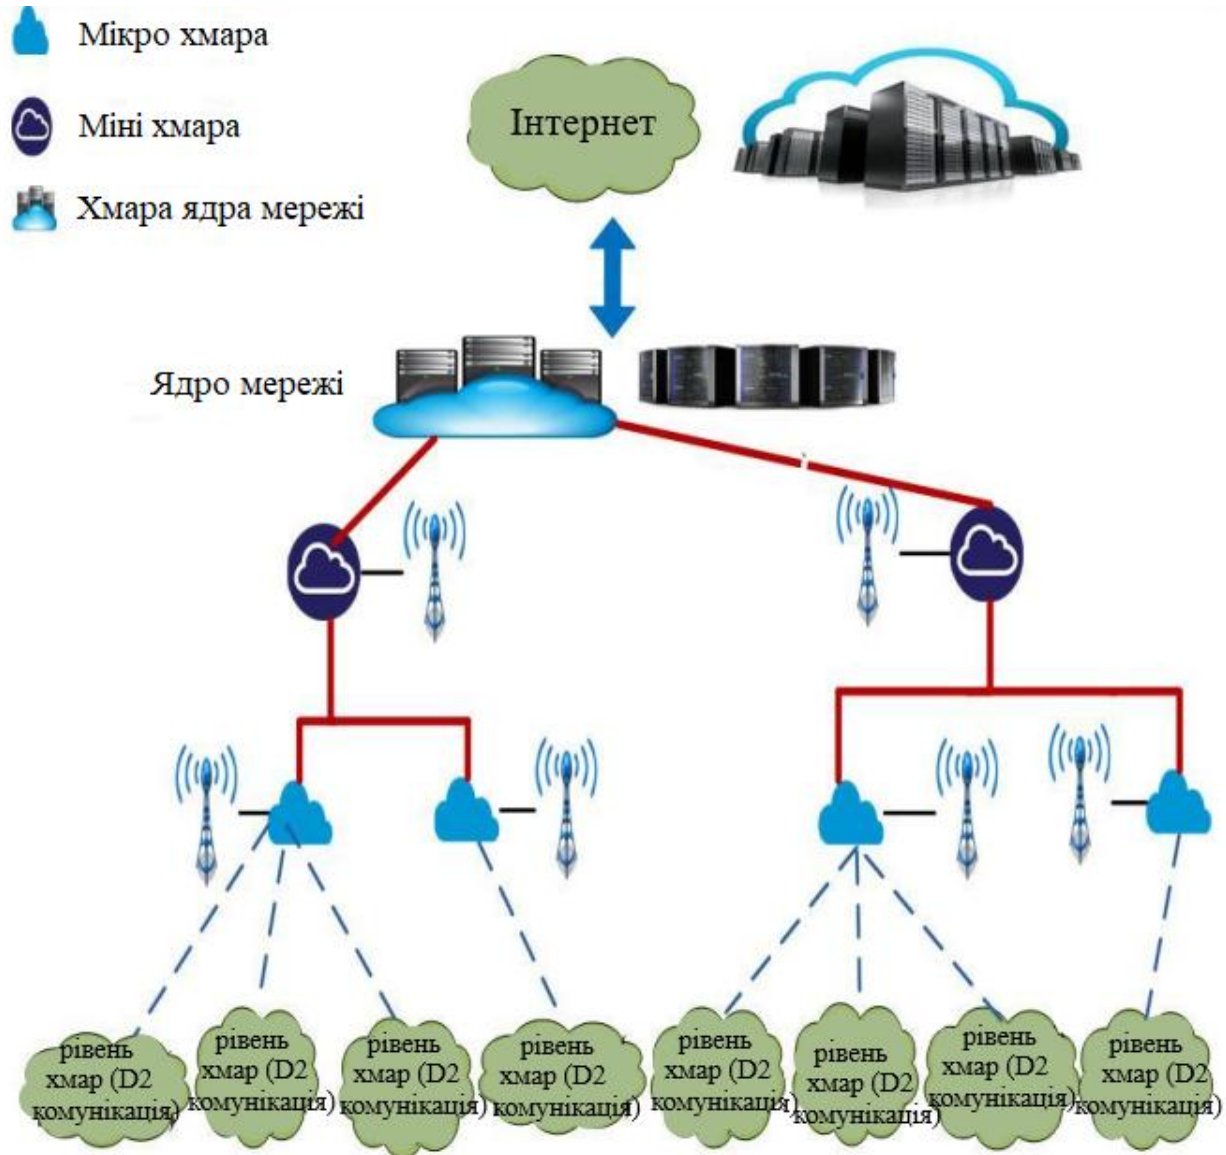 Мікро хмара
Міні хмара
Хмара ядра мережі
Інтернет
Ядро мережі
рівень
хмар (D2
комунікація)
рівень
хмар (D2
комунікація)
рівень
хмар (D2
комунікація)
рівень
хмар (D2
комунікація)
рівень
хмар (D2
комунікація)
рівень
хмар (D2
комунікація)
рівень
хмар (D2
комунікація)
рівень
хмар (D2
комунікація)